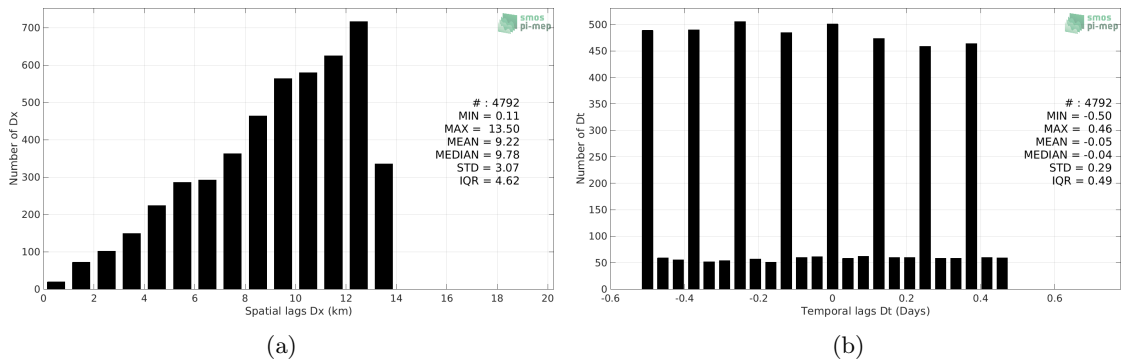 smos
pi-mep
700
600
500
400
300
200
100
0
Number of Dx
# : 4792
MIN = 0.11
MAX = 13.50
MEAN = 9.22
MEDIAN = 9.78
STD = 3.07
IQR = 4.62
0 2 4 6 8 10 12 14 16 18 20
Spatial lags Dx (km)
(a)
smos
pi-mep
500
450
400
350
300
250
200
150
100
50
0
Number of Dt
# : 4792
MIN = -0.50
MAX = 0.46
MEAN = -0.05
MEDIAN = -0.04
STD = 0.29
IQR = 0.49
-0.6 -0.4 -0.2 0 0.2 0.4 0.6
Temporal lags Dt (Days)
(b)